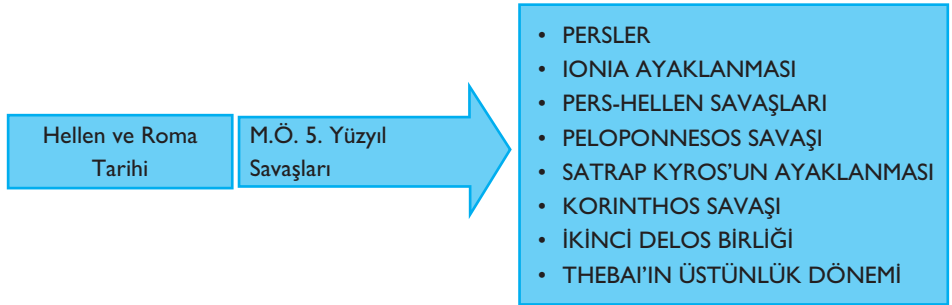 Hellen ve Roma
Tarihi
M.Ö. 5. Yüzyıl
Savaşları
• PERSLER
• IONIA AYAKLANMASI
• PERS-HELLEN SAVAŞLARI
• PELOPONNESOS SAVAŞI
• SATRAP KYROS'UN AYAKLANMASI
• KORINTHOS SAVAŞI
• İKİNCİ DELOS BİRLİĞİ
• THEBAI'IN ÜSTÜNLÜK DÖNEMİ